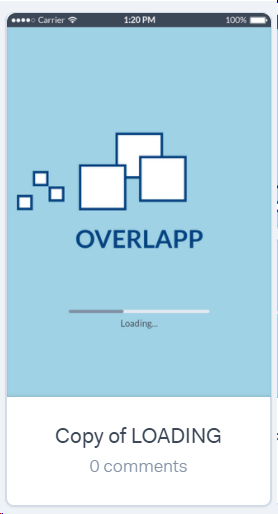 Carrier 1:20 PM 100%
OVERLAPP
Loading...
Copy of LOADING
0 comments